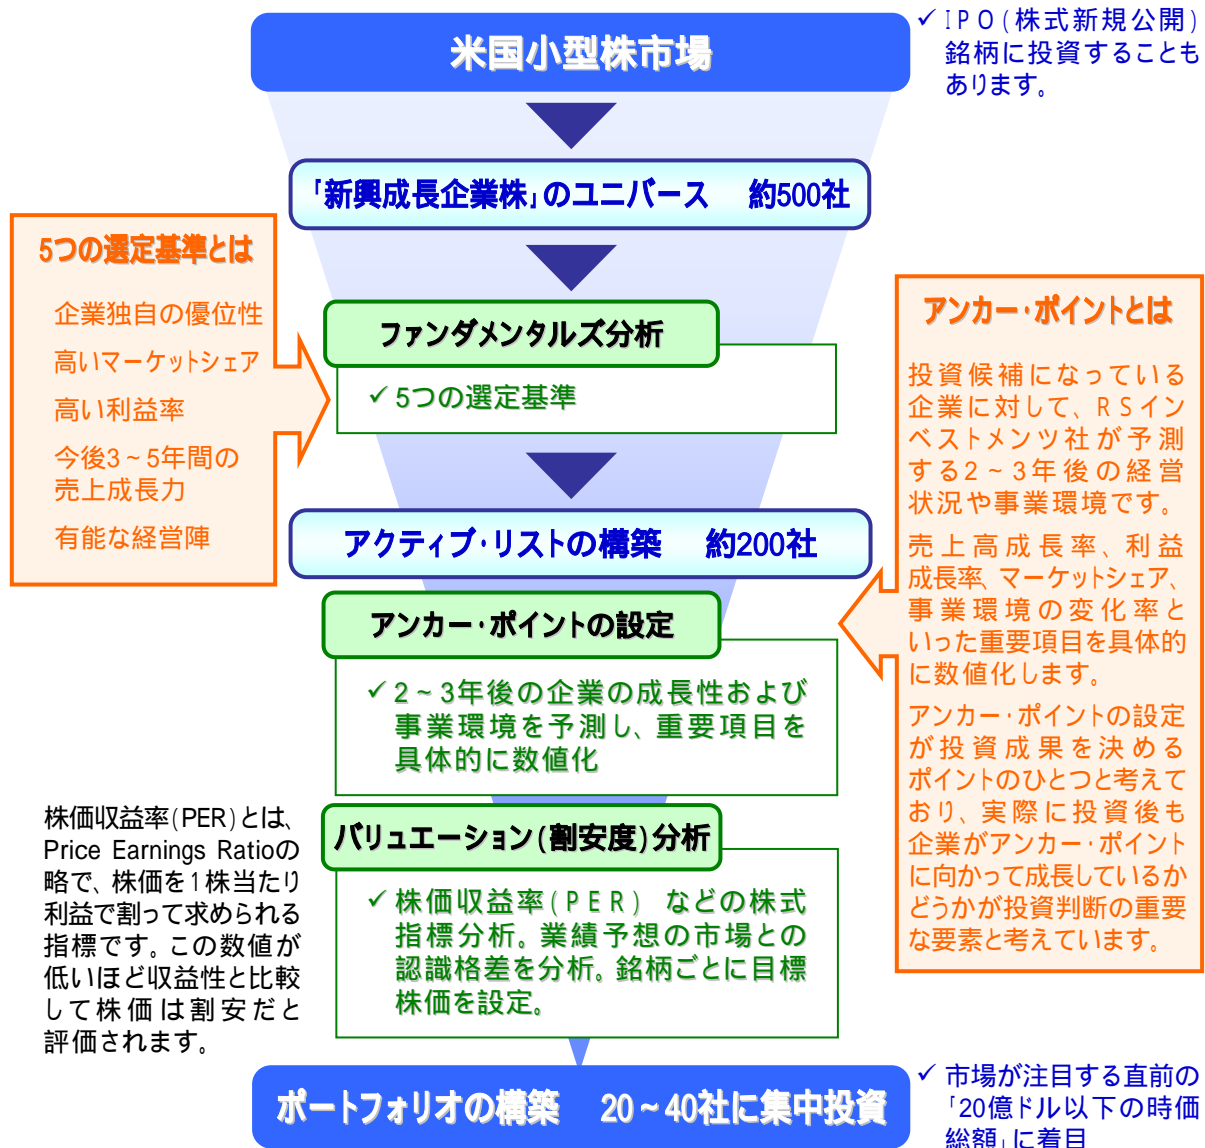 米国小型株市場
✓ IPO(株式新規公開)
銘柄に投資することも
あります。
「新興成長企業株」のユニバース　約500社
5つの選定基準とは
企業独自の優位性
高いマーケットシェア
高い利益率
今後3~5年間の
売上成長力
有能な経営陣
ファンダメンタルズ分析
✓ 5つの選定基準
アクティブ・リストの構築　約200社
アンカー・ポイントの設定
✓ 2~3年後の企業の成長性および
事業環境を予測し、重要項目を
具体的に数値化
アンカー・ポイントとは
投資候補になっている
企業に対して、RSイン
ベストメンツ社が予測
する2~3年後の経営
状況や事業環境です。
売上高成長率、利益
成長率、マーケットシェア、
事業環境の変化率と
いった重要項目を具体的
に数値化します。
アンカー・ポイントの設定
が投資成果を決める
ポイントのひとつと考えて
おり、実際に投資後も
企業がアンカー・ポイント
に向かって成長しているか
どうかが投資判断の重要
な要素と考えています。
株価収益率(PER)とは、
Price Earnings Ratioの
略で、株価を1株当たり
利益で割って求められる
指標です。この数値が
低いほど収益性と比較
して株価は割安だと
評価されます。
バリュエーション(割安度)分析
✓ 株価収益率(PER) などの株式
指標分析。業績予想の市場との
認識格差を分析。銘柄ごとに目標
株価を設定。
ポートフォリオの構築　20~40社に集中投資
✓ 市場が注目する直前の
「20億ドル以下の時価
総額」に着目